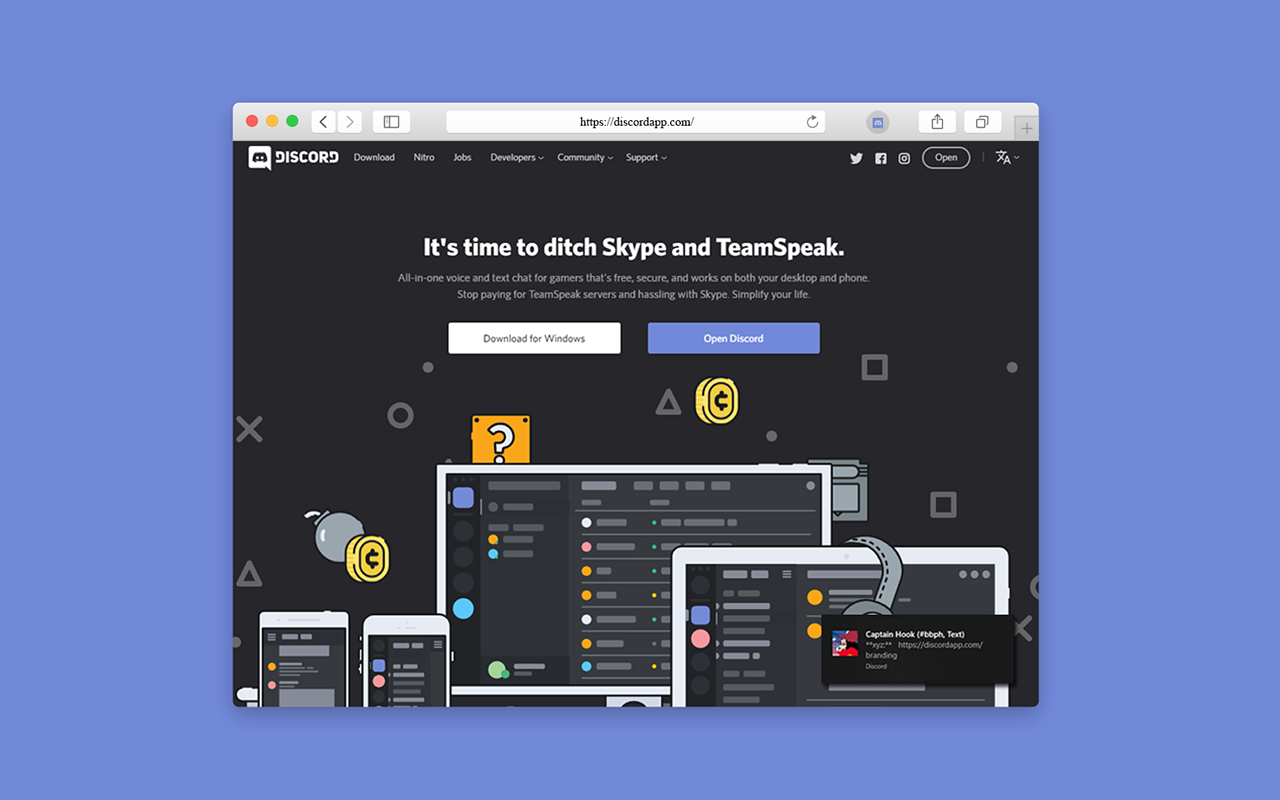 https://discordapp.com/
DISCORD Download Nitro Jobs Developers Community Support Open
It's time to ditch Skype and TeamSpeak.
All-in-one voice and text chat for gamers that's free, secure, and works on both your desktop and phone.
Stop paying for TeamSpeak servers and hassling with Skype. Simplify your life.
Download for Windows Open Discord
?
Captain Hook (#bbph, Text)
**xyz:** https://discordapp.com/
branding
Discord